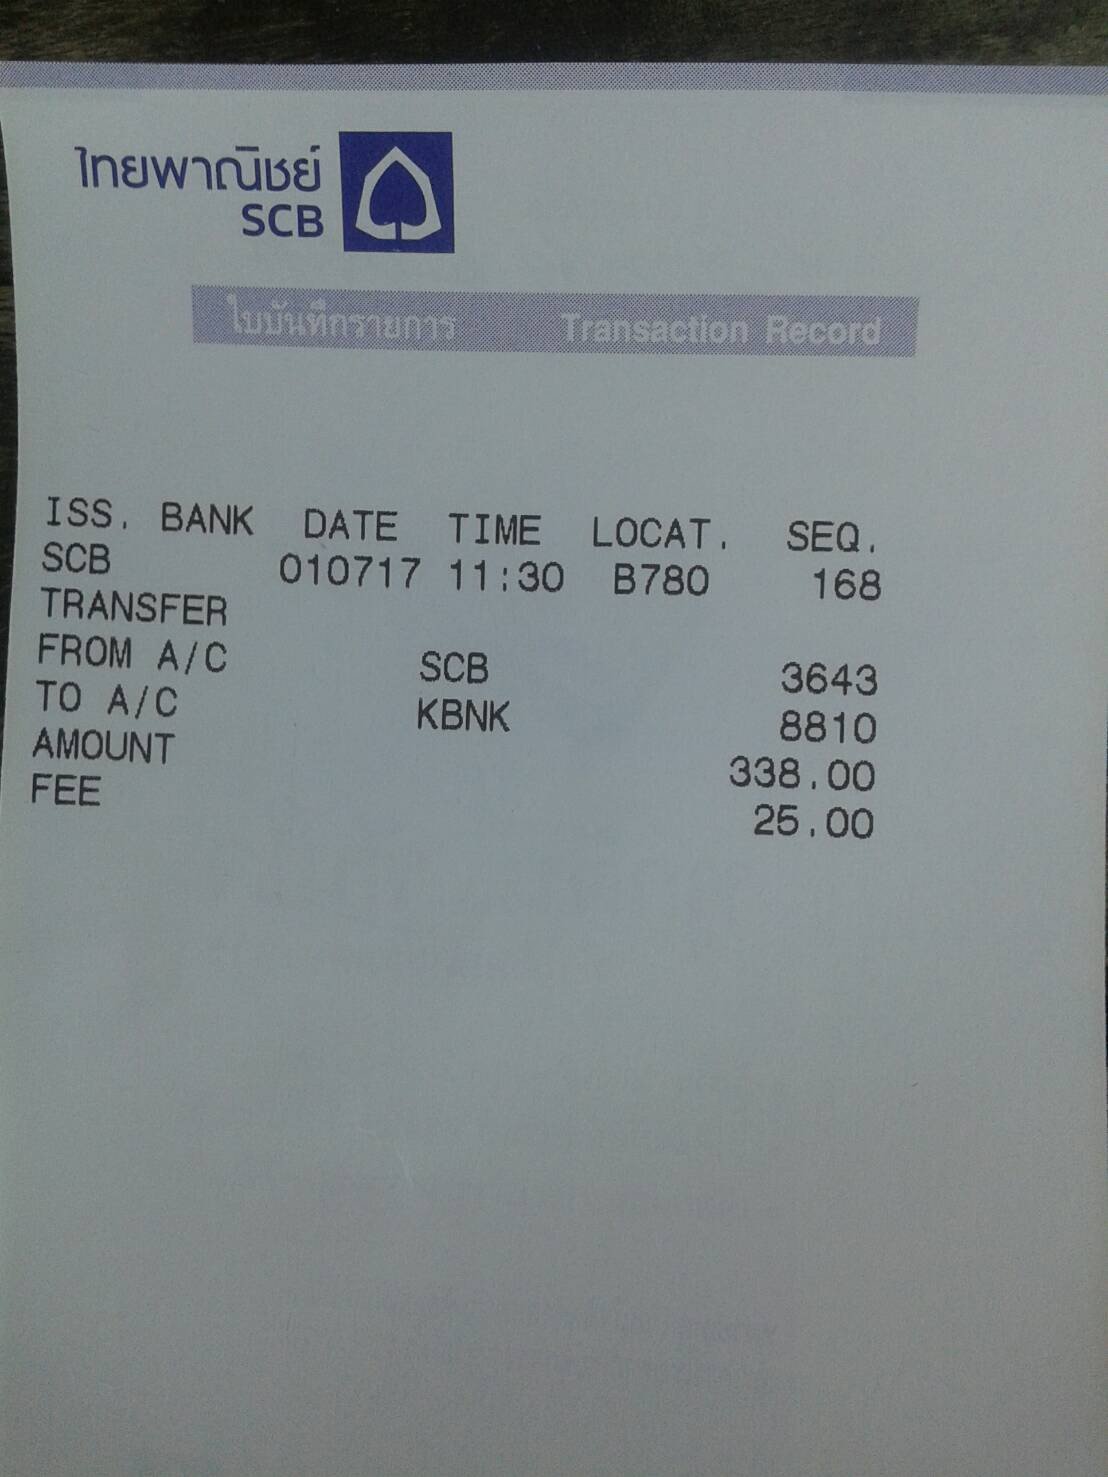 ไทยพาณิชย์
SCB
ใบบันทึกรายการ Transaction Record
ISS. BANK DATE TIME LOCAT. SEQ.
SCB 010717 11:30 B780 168
TRANSFER
FROM A/C SCB 3643
TO A/C KBNK 8810
AMOUNT 338.00
FEE 25.00